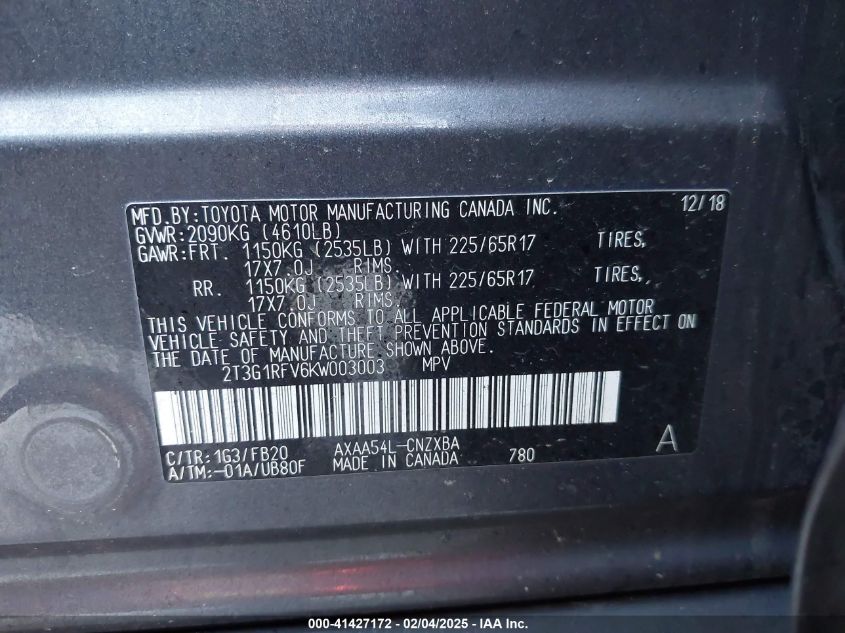 MFD.BY:TOYOTA MOTOR MANUFACTURING CANADA INC. 12/18
GVWR:2090KG (4610LB)
GAWR:FRT. 1150KG (2535LB) WITH 225/65R17 TIRES,
17X7.0J RIMS.
RR. 1150KG (2535LB) WITH 225/65R17 TIRES,
17X7.0J RIMS.
THIS VEHICLE CONFORMS TO ALL APPLICABLE FEDERAL MOTOR
VEHICLE SAFETY AND THEFT PREVENTION STANDARDS IN EFFECT ON
THE DATE OF MANUFACTURE SHOWN ABOVE.
2T3G1RFV6KW003003 MPV
C/TR:1G3/FB20 AXAA54L-CNZXBA A
A/TM:-01A/UB80F MADE IN CANADA 780
000-41427172 — 02/04/2025 — IAA Inc.